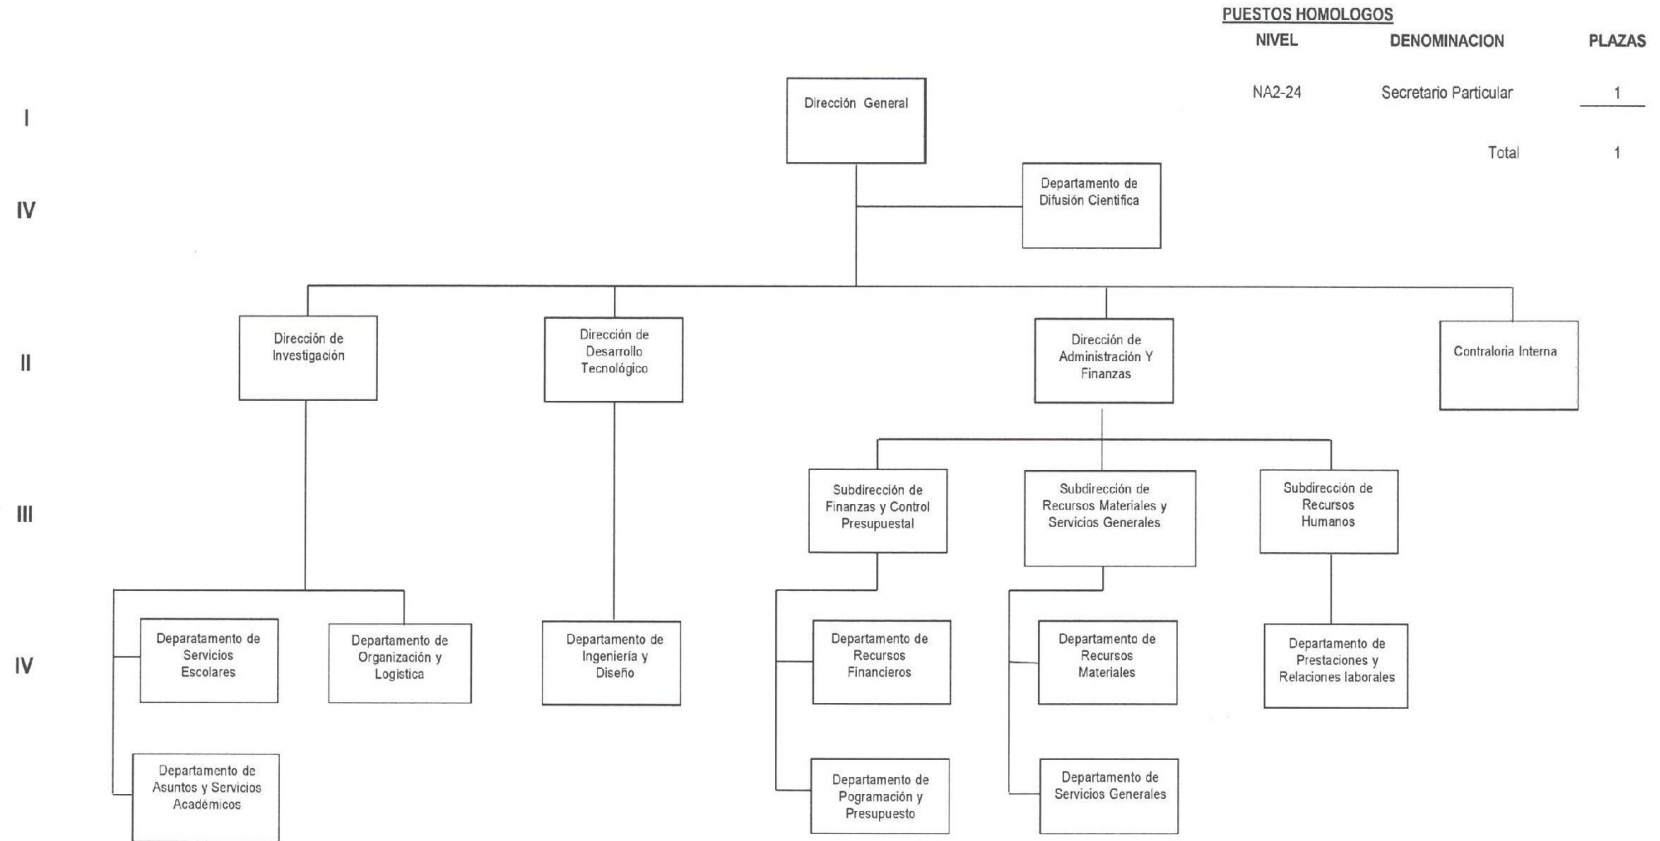 PUESTOS HOMOLOGOS
NIVEL DENOMINACION PLAZAS
NA2-24 Secretario Particular 1
Total 1
I
Dirección General
IV
Departamento de
Difusión Cientifica
II
Dirección de
Investigación
Dirección de
Desarrollo
Tecnológico
Dirección de
Administración Y
Finanzas
Contraloria Interna
III
Subdirección de
Finanzas y Control
Presupuestal
Subdirección de
Recursos Materiales y
Servicios Generales
Subdirección de
Recursos
Humanos
IV
Deparatamento de
Servicios
Escolares
Departamento de
Organización y
Logística
Departamento de
Ingeniería y
Diseño
Departamento de
Recursos
Financieros
Departamento de
Recursos
Materiales
Departamento de
Prestaciones y
Relaciones laborales
Departamento de
Asuntos y Servicios
Académicos
Departamento de
Pogramación y
Presupuesto
Departamento de
Servicios Generales